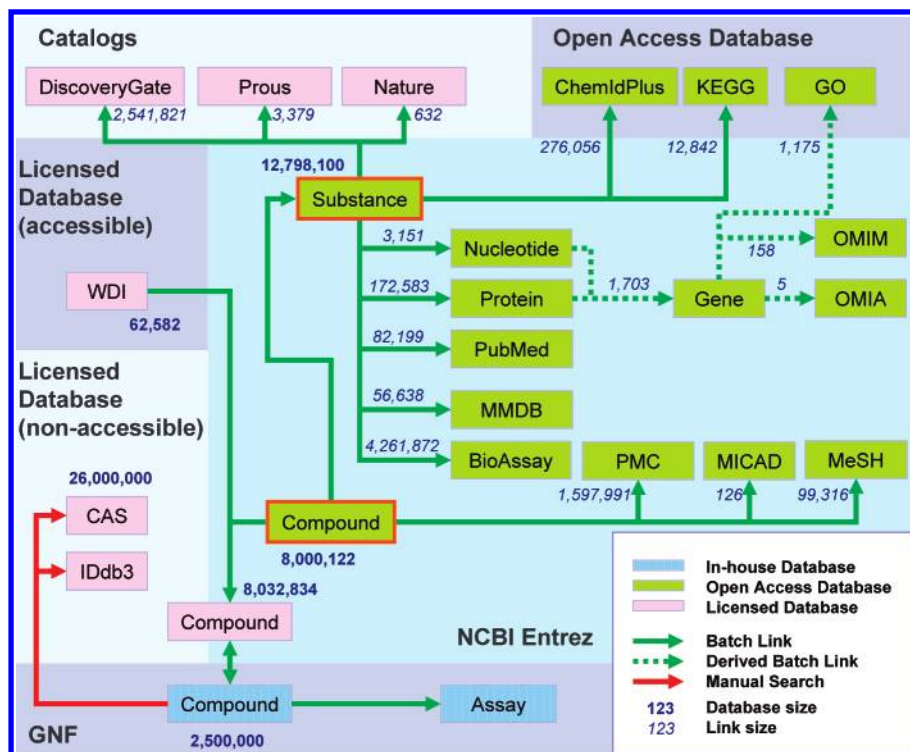 Catalogs
Open Access Database
DiscoveryGate
Prous
Nature
ChemIdPlus
KEGG
GO
2,541,821
3,379
632
276,056
12,842
1,175
Licensed
Database
(accessible)
12,798,100
Substance
WDI
62,582
3,151
Nucleotide
172,583
Protein
1,703
Gene
158
OMIM
5
OMIA
82,199
PubMed
56,638
MMDB
4,261,872
BioAssay
Licensed
Database
(non-accessible)
26,000,000
CAS
IDdb3
PMC
MICAD
MeSH
1,597,991
126
99,316
Compound
8,000,122
8,032,834
Compound
NCBI Entrez
In-house Database
Open Access Database
Licensed Database
Batch Link
Derived Batch Link
Manual Search
123 Database size
123 Link size
Compound
Assay
GNF
2,500,000